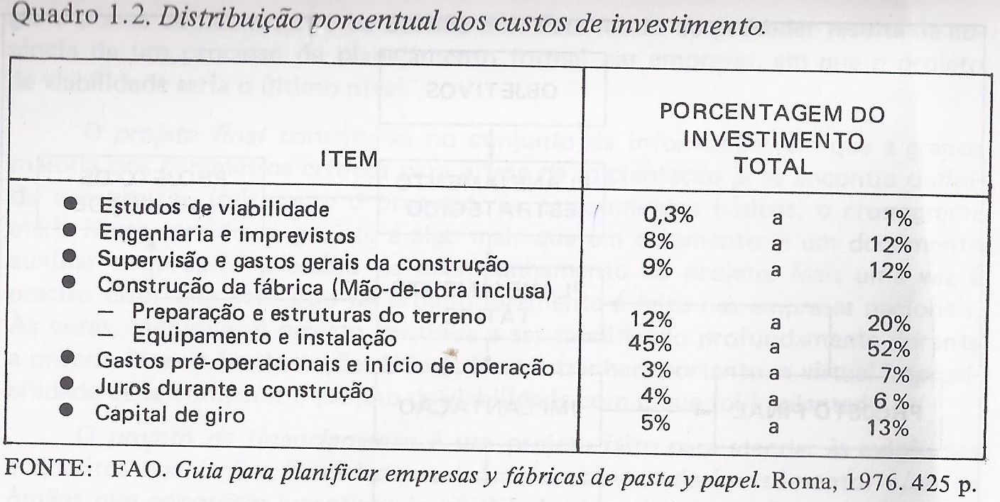 Quadro 1.2. Distribuição porcentual dos custos de investimento.
ITEM
PORCENTAGEM DO
INVESTIMENTO
TOTAL
● Estudos de viabilidade 0,3% a 1%
● Engenharia e imprevistos 8% a 12%
● Supervisão e gastos gerais da construção 9% a 12%
● Construção da fábrica (Mão-de-obra inclusa)
— Preparação e estruturas do terreno 12% a 20%
Equipamento e instalação 45% a 52%
● Gastos pré-operacionais e início de operação 3% a 7%
● Juros durante a construção 4% a 6%
● Capital de giro 5% a 13%
FONTE: FAO. Guia para planificar empresas y fábricas de pasta y papel. Roma, 1976. 425 p.